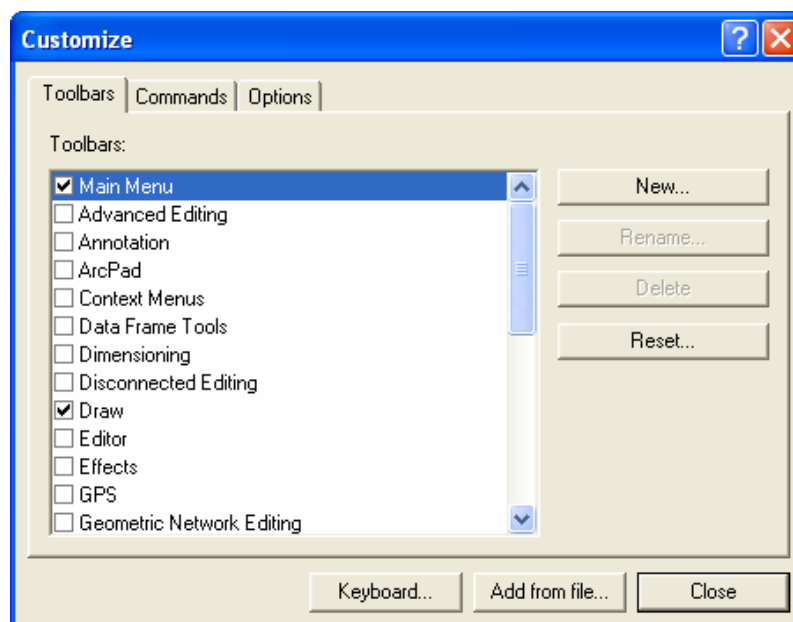 Customize
Toolbars Commands Options
Toolbars:
Main Menu
Advanced Editing
Annotation
ArcPad
Context Menus
Data Frame Tools
Dimensioning
Disconnected Editing
Draw
Editor
Effects
GPS
Geometric Network Editing
New...
Rename...
Delete
Reset...
Keyboard... Add from file... Close